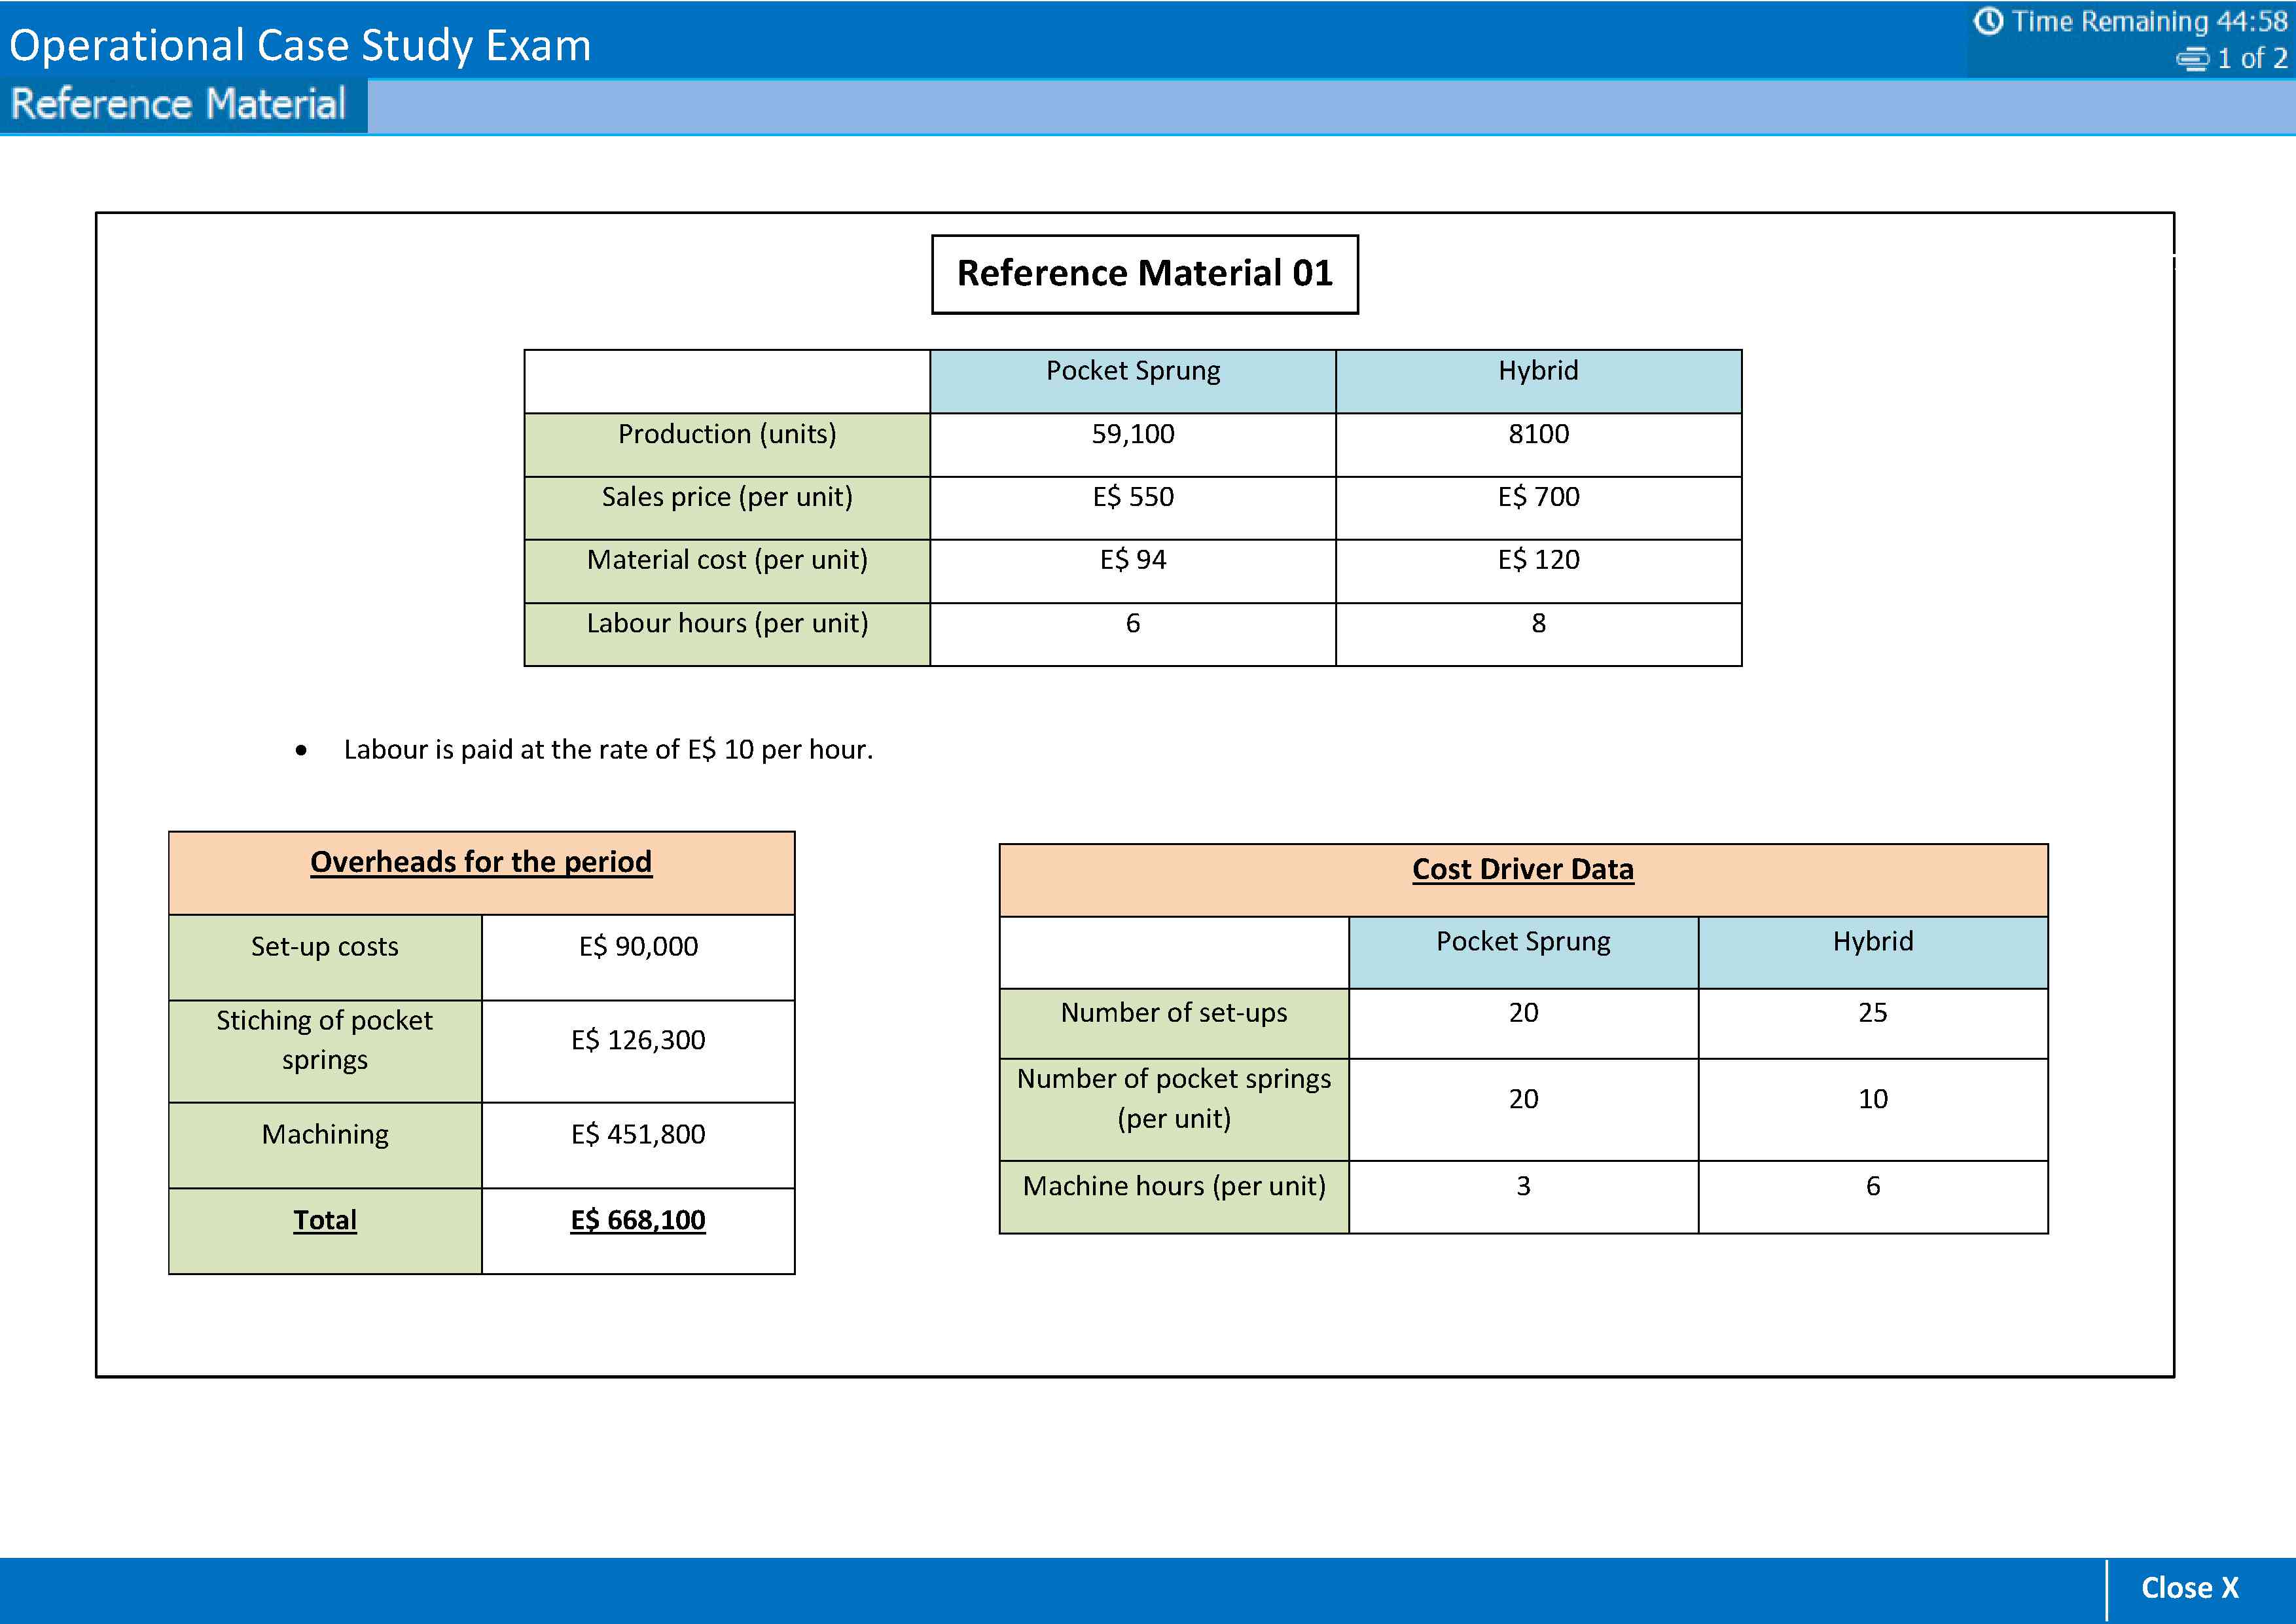 Operational Case Study Exam
Time Remaining 44:58
1 of 2
Reference Material
Reference Material 01
Pocket Sprung Hybrid
Production (units) 59,100 8100
Sales price (per unit) E$ 550 E$ 700
Material cost (per unit) E$ 94 E$ 120
Labour hours (per unit) 6 8
• Labour is paid at the rate of E$ 10 per hour.
Overheads for the period
Set-up costs E$ 90,000
Stiching of pocket
springs E$ 126,300
Machining E$ 451,800
Total E$ 668,100
Cost Driver Data
Pocket Sprung Hybrid
Number of set-ups 20 25
Number of pocket springs
(per unit) 20 10
Machine hours (per unit) 3 6
Close X